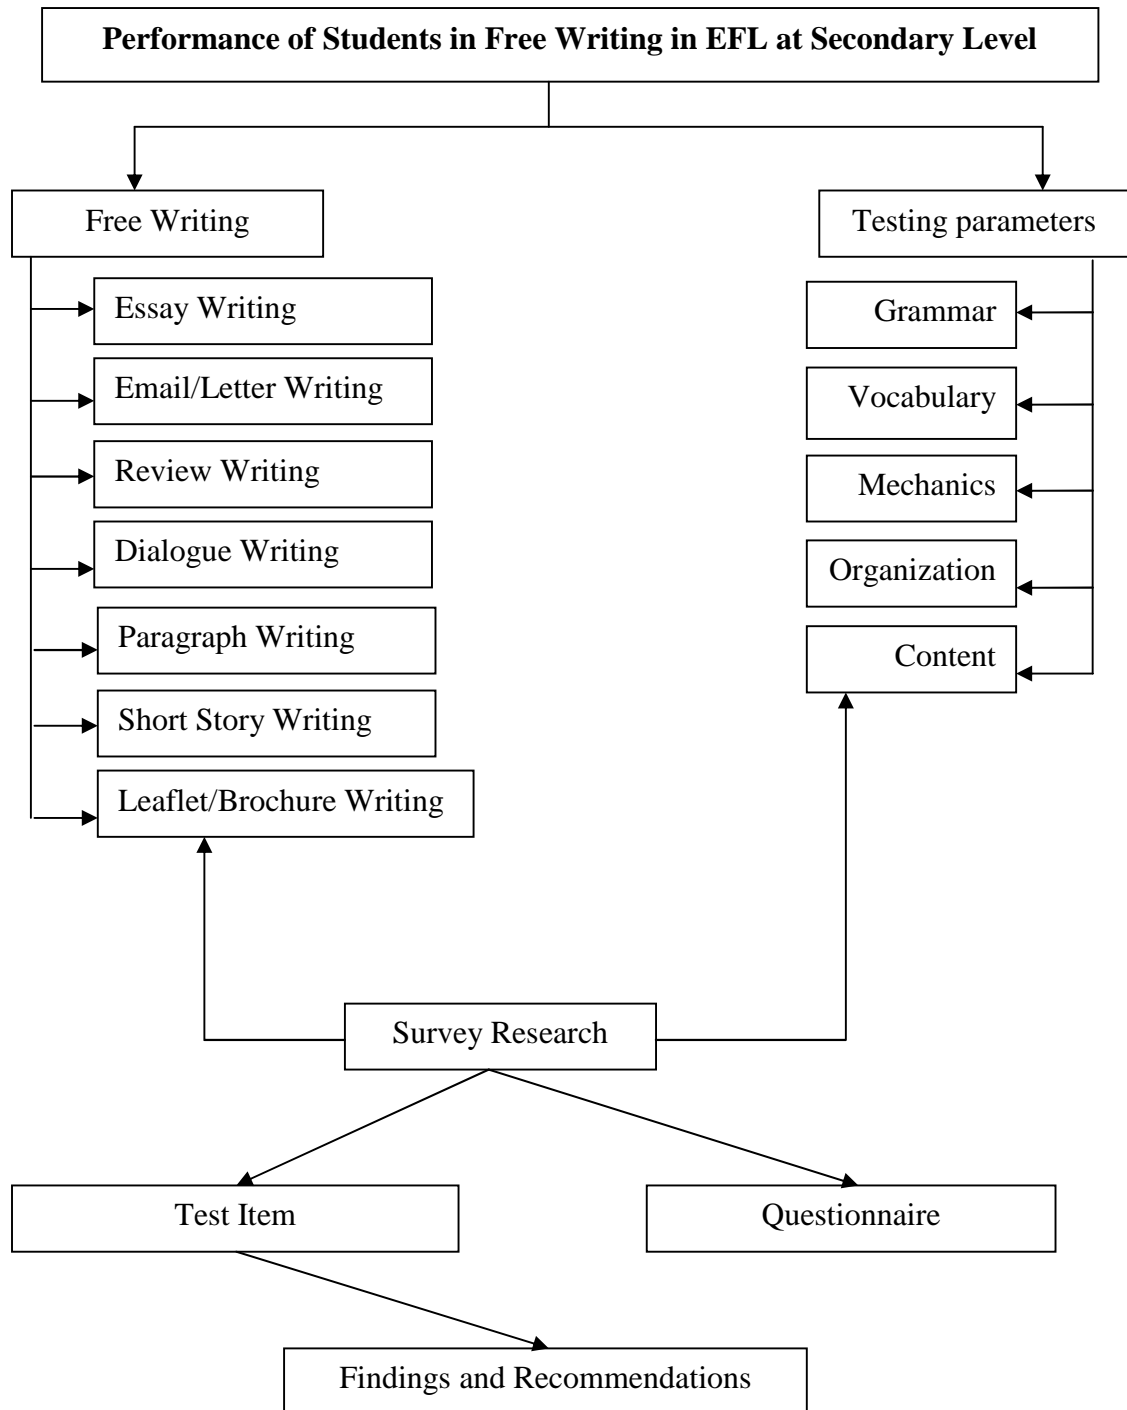 Performance of Students in Free Writing in EFL at Secondary Level
Free Writing
Essay Writing
Email/Letter Writing
Review Writing
Dialogue Writing
Paragraph Writing
Short Story Writing
Leaflet/Brochure Writing
Testing parameters
Grammar
Vocabulary
Mechanics
Organization
Content
Survey Research
Test Item
Questionnaire
Findings and Recommendations